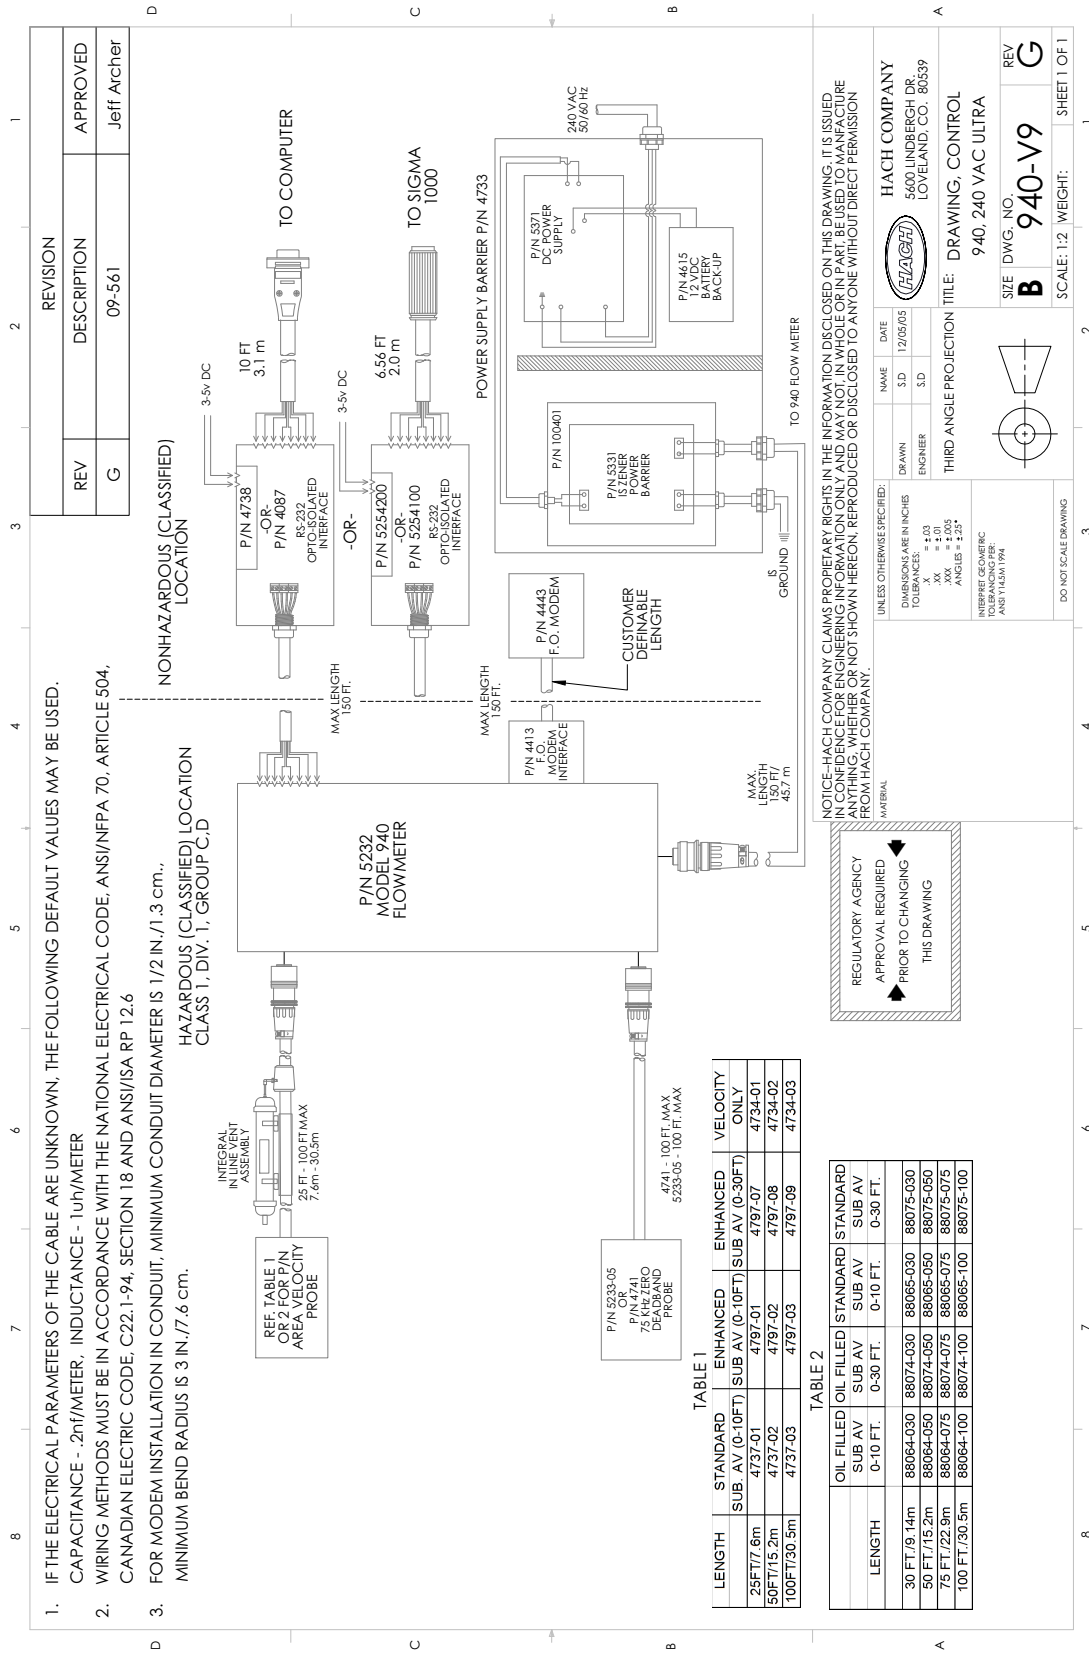 8
7
6
5
4
3
2
1
D
C
B
A
1. IF THE ELECTRICAL PARAMETERS OF THE CABLE ARE UNKNOWN, THE FOLLOWING DEFAULT VALUES MAY BE USED.
CAPACITANCE - .2nf/METER, INDUCTANCE - 1uh/METER
2. WIRING METHODS MUST BE IN ACCORDANCE WITH THE NATIONAL ELECTRICAL CODE, ANSI/NFPA 70, ARTICLE 504,
CANADIAN ELECTRIC CODE, C22.1-94, SECTION 18 AND ANSI/ISA RP 12.6
3. FOR MODEM INSTALLATION IN CONDUIT, MINIMUM CONDUIT DIAMETER IS 1/2 IN./1.3 cm.,
MINIMUM BEND RADIUS IS 3 IN./7.6 cm.
REVISION
REV DESCRIPTION APPROVED
G 09-561 Jeff Archer
HAZARDOUS (CLASSIFIED) LOCATION
CLASS 1, DIV. 1, GROUP C,D
NONHAZARDOUS (CLASSIFIED)
LOCATION
INTEGRAL
IN LINE VENT
ASSEMBLY
25 FT - 100 FT MAX
7.6m - 30.5m
REF. TABLE 1
OR 2 FOR P/N
AREA VELOCITY
PROBE
P/N 5232
MODEL 940
FLOWMETER
MAX LENGTH
150 FT.
3-5v DC
P/N 4738
-OR-
P/N 4087
RS-232
OPTO-ISOLATED
INTERFACE
10 FT
3.1 m
TO COMPUTER
-OR-
3-5v DC
P/N 5254200
-OR-
P/N 5254100
RS-232
OPTO-ISOLATED
INTERFACE
6.56 FT
2.0 m
TO SIGMA
1000
MAX LENGTH
150 FT.
P/N 4413
F.O.
MODEM
INTERFACE
P/N 4443
F.O. MODEM
CUSTOMER
DEFINABLE
LENGTH
POWER SUPPLY BARRIER P/N 4733
P/N 100401
P/N 5331
IS ZENER
POWER
BARRIER
P/N 5371
DC POWER
SUPPLY
P/N 4615
12 VDC
BATTERY
BACK-UP
240 VAC
50/60 Hz
IS
GROUND
TO 940 FLOW METER
MAX.
LENGTH
150 FT/
45.7 m
P/N 5233-05
OR
P/N 4741
75 KHz ZERO
DEADBAND
PROBE
4741 - 100 FT. MAX
5233-05 - 100 FT. MAX
TABLE 1
LENGTH STANDARD ENHANCED ENHANCED VELOCITY
SUB. AV (0-10FT) SUB AV (0-10FT) SUB AV (0-30FT) ONLY
25FT/7.6m 4737-01 4797-01 4797-07 4734-01
50FT/15.2m 4737-02 4797-02 4797-08 4734-02
100FT/30.5m 4737-03 4797-03 4797-09 4734-03
TABLE 2
OIL FILLED OIL FILLED STANDARD STANDARD
SUB AV SUB AV SUB AV SUB AV
LENGTH 0-10 FT. 0-30 FT. 0-10 FT. 0-30 FT.
30 FT./9.14m 88064-030 88074-030 88065-030 88075-030
50 FT./15.2m 88064-050 88074-050 88065-050 88075-050
75 FT./22.9m 88064-075 88074-075 88065-075 88075-075
100 FT./30.5m 88064-100 88074-100 88065-100 88075-100
REGULATORY AGENCY
APPROVAL REQUIRED
PRIOR TO CHANGING
THIS DRAWING
NOTICE--HACH COMPANY CLAIMS PROPIETARY RIGHTS IN THE INFORMATION DISCLOSED ON THIS DRAWING. IT IS ISSUED
IN CONFIDENCE FOR ENGINEERING INFORMATION ONLY AND MAY NOT, IN WHOLE OR IN PART, BE USED TO MANFACTURE
ANYTHING, WHETHER OR NOT SHOWN HEREON, REPRODUCED OR DISCLOSED TO ANYONE WITHOUT DIRECT PERMISSION
FROM HACH COMPANY.
MATERIAL
UNLESS OTHERWISE SPECIFIED:
DIMENSIONS ARE IN INCHES
TOLERANCES:
.X = ±.03
.XX = ±.01
.XXX = ±.005
ANGLES = ±.25°
INTERPRET GEOMETRIC
TOLERANCING PER:
ANSI Y14.5M 1994
DO NOT SCALE DRAWING
NAME DATE
DRAWN S.D 12/05/05
ENGINEER S.D
THIRD ANGLE PROJECTION
HACH
HACH COMPANY
5600 LINDBERGH DR.
LOVELAND, CO. 80539
TITLE: DRAWING, CONTROL
940, 240 VAC ULTRA
SIZE DWG. NO. REV
B 940-V9 G
SCALE: 1:2 WEIGHT: SHEET 1 OF 1
8
7
6
5
4
3
2
1
D
C
B
A